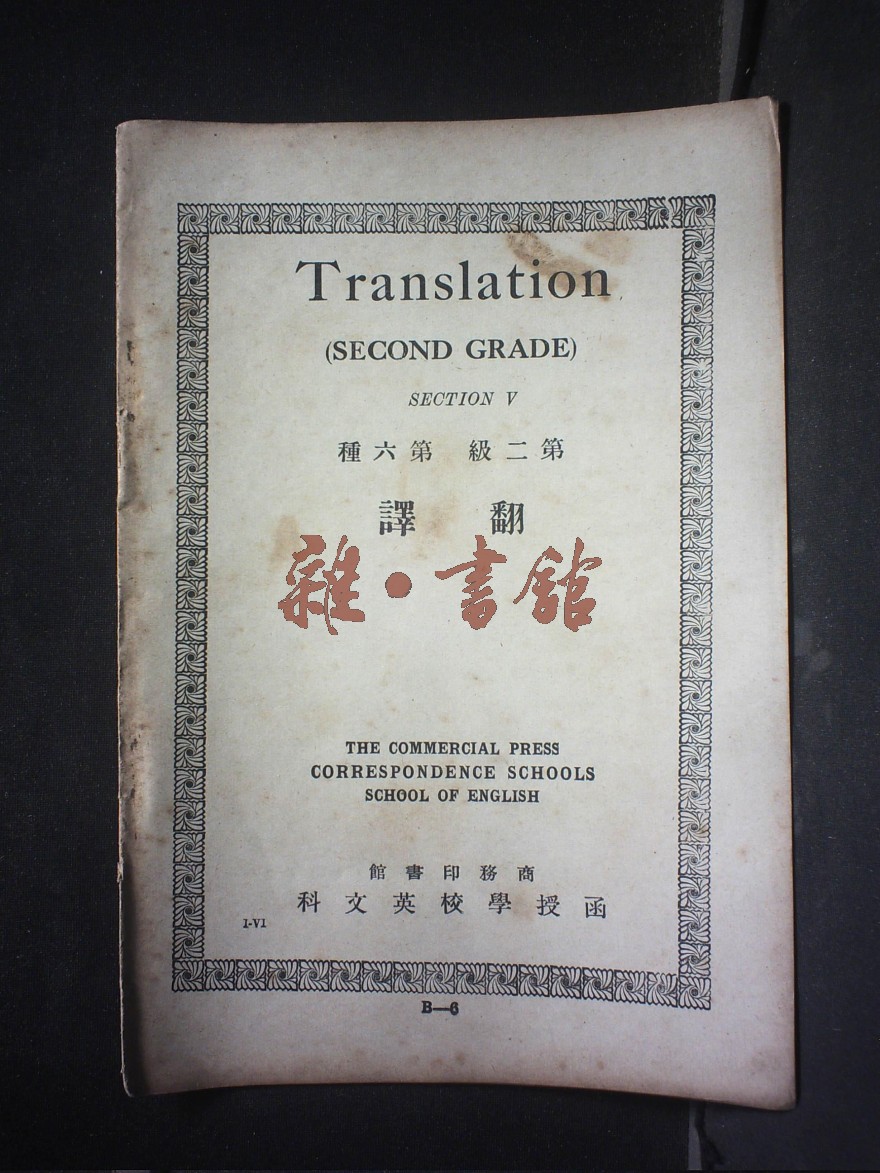 Translation
(SECOND GRADE)
SECTION V
第二級 第六種
翻譯
雜•書館
THE COMMERCIAL PRESS
CORRESPONDENCE SCHOOLS
SCHOOL OF ENGLISH
商務印書館
函授學校英文科
I-VI
B—6